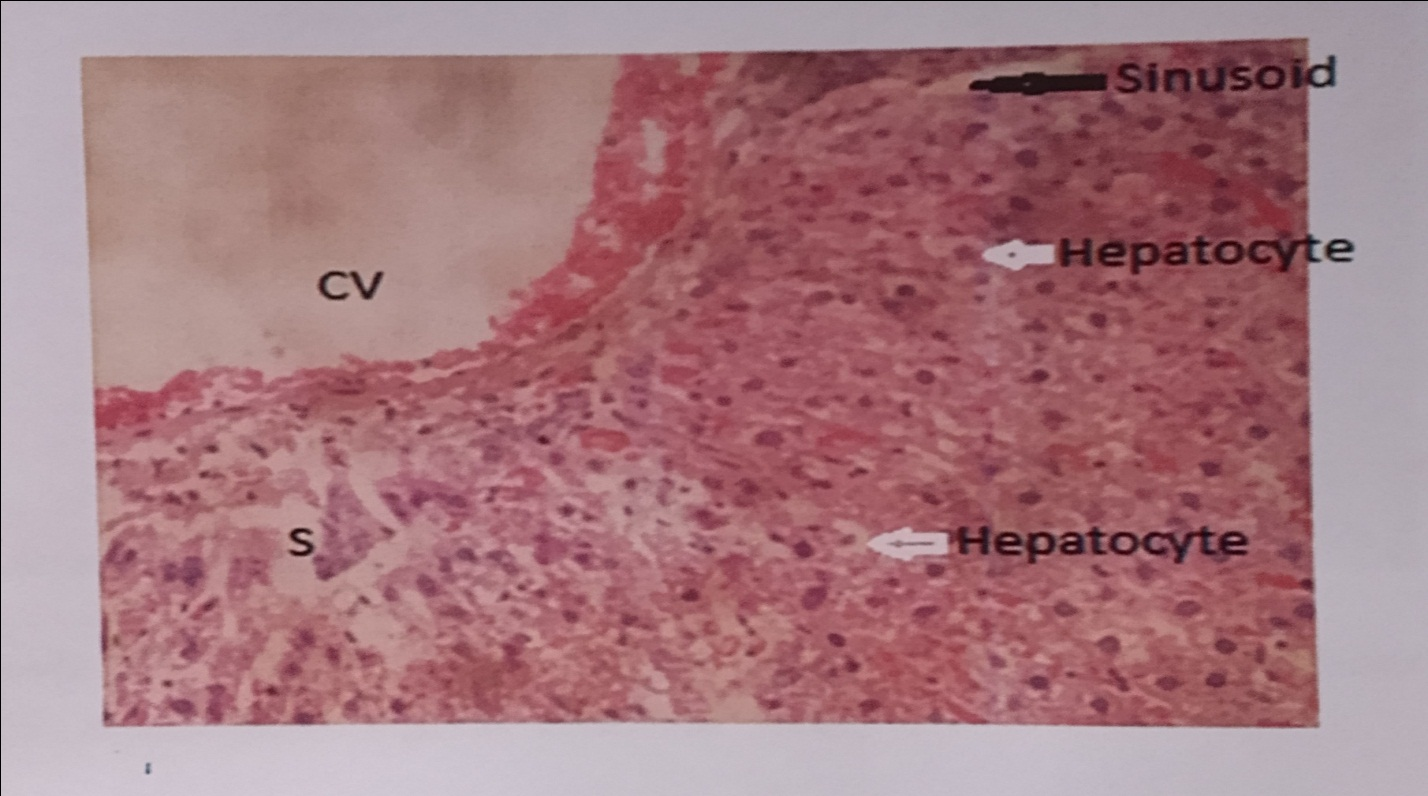 Sinusoid
Hepatocyte
CV
S
Hepatocyte